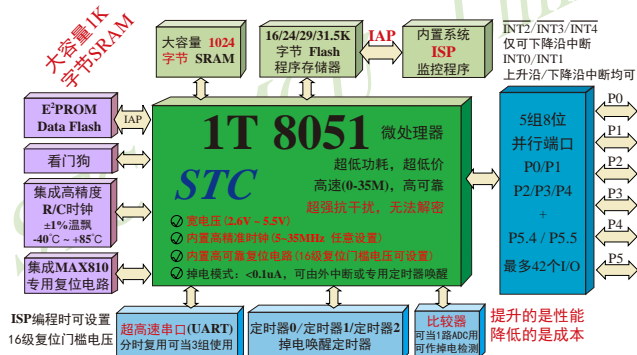 大容量1K
字节SRAM
大容量 1024
字节 SRAM
16/24/29/31.5K
字节 Flash
程序存储器
IAP
内置系统
ISP
监控程序
INT2/INT3/INT4
仅可下降沿中断
INT0/INT1
上升沿/下降沿中断均可
E²PROM
Data Flash
IAP
看门狗
集成高精度
R/C时钟
±1%温飘
-40℃ ~ +85℃
集成MAX810
专用复位电路
1T 8051 微处理器
STC
超低功耗，超低价
高速(0-35M)，高可靠
超强抗干扰，无法解密
宽电压(2.6V ~ 5.5V)
内置高精准时钟(5~35MHz 任意设置)
内置高可靠复位电路(16级复位门槛电压可设置)
掉电模式：<0.1uA，可由外中断或专用定时器唤醒
5组8位
并行端口
P0/P1
P2/P3/P4
+
P5.4 / P5.5
最多42个I/O
P0
P1
P2
P3
P4
P5
ISP编程时可设置
16级复位门槛电压
超高速串口(UART)
分时复用可当3组使用
定时器0/定时器1/定时器2
掉电唤醒定时器
比较器
可当1路ADC用
可作掉电检测
提升的是性能
降低的是成本